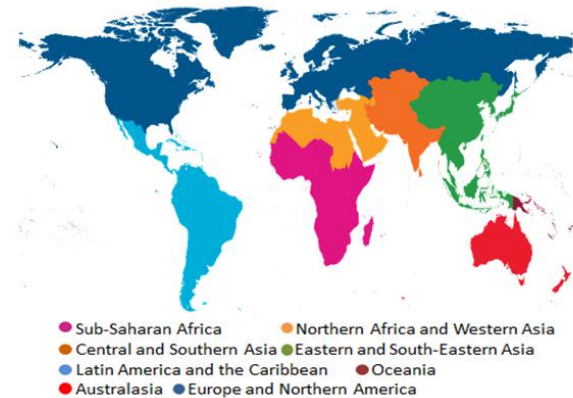 Sub-Saharan Africa Northern Africa and Western Asia
Central and Southern Asia Eastern and South-Eastern Asia
Latin America and the Caribbean Oceania
Australasia Europe and Northern America